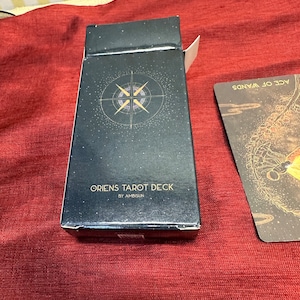 ORIENS TAROT DECK
BY AMBISUN
ACE OF WANDS